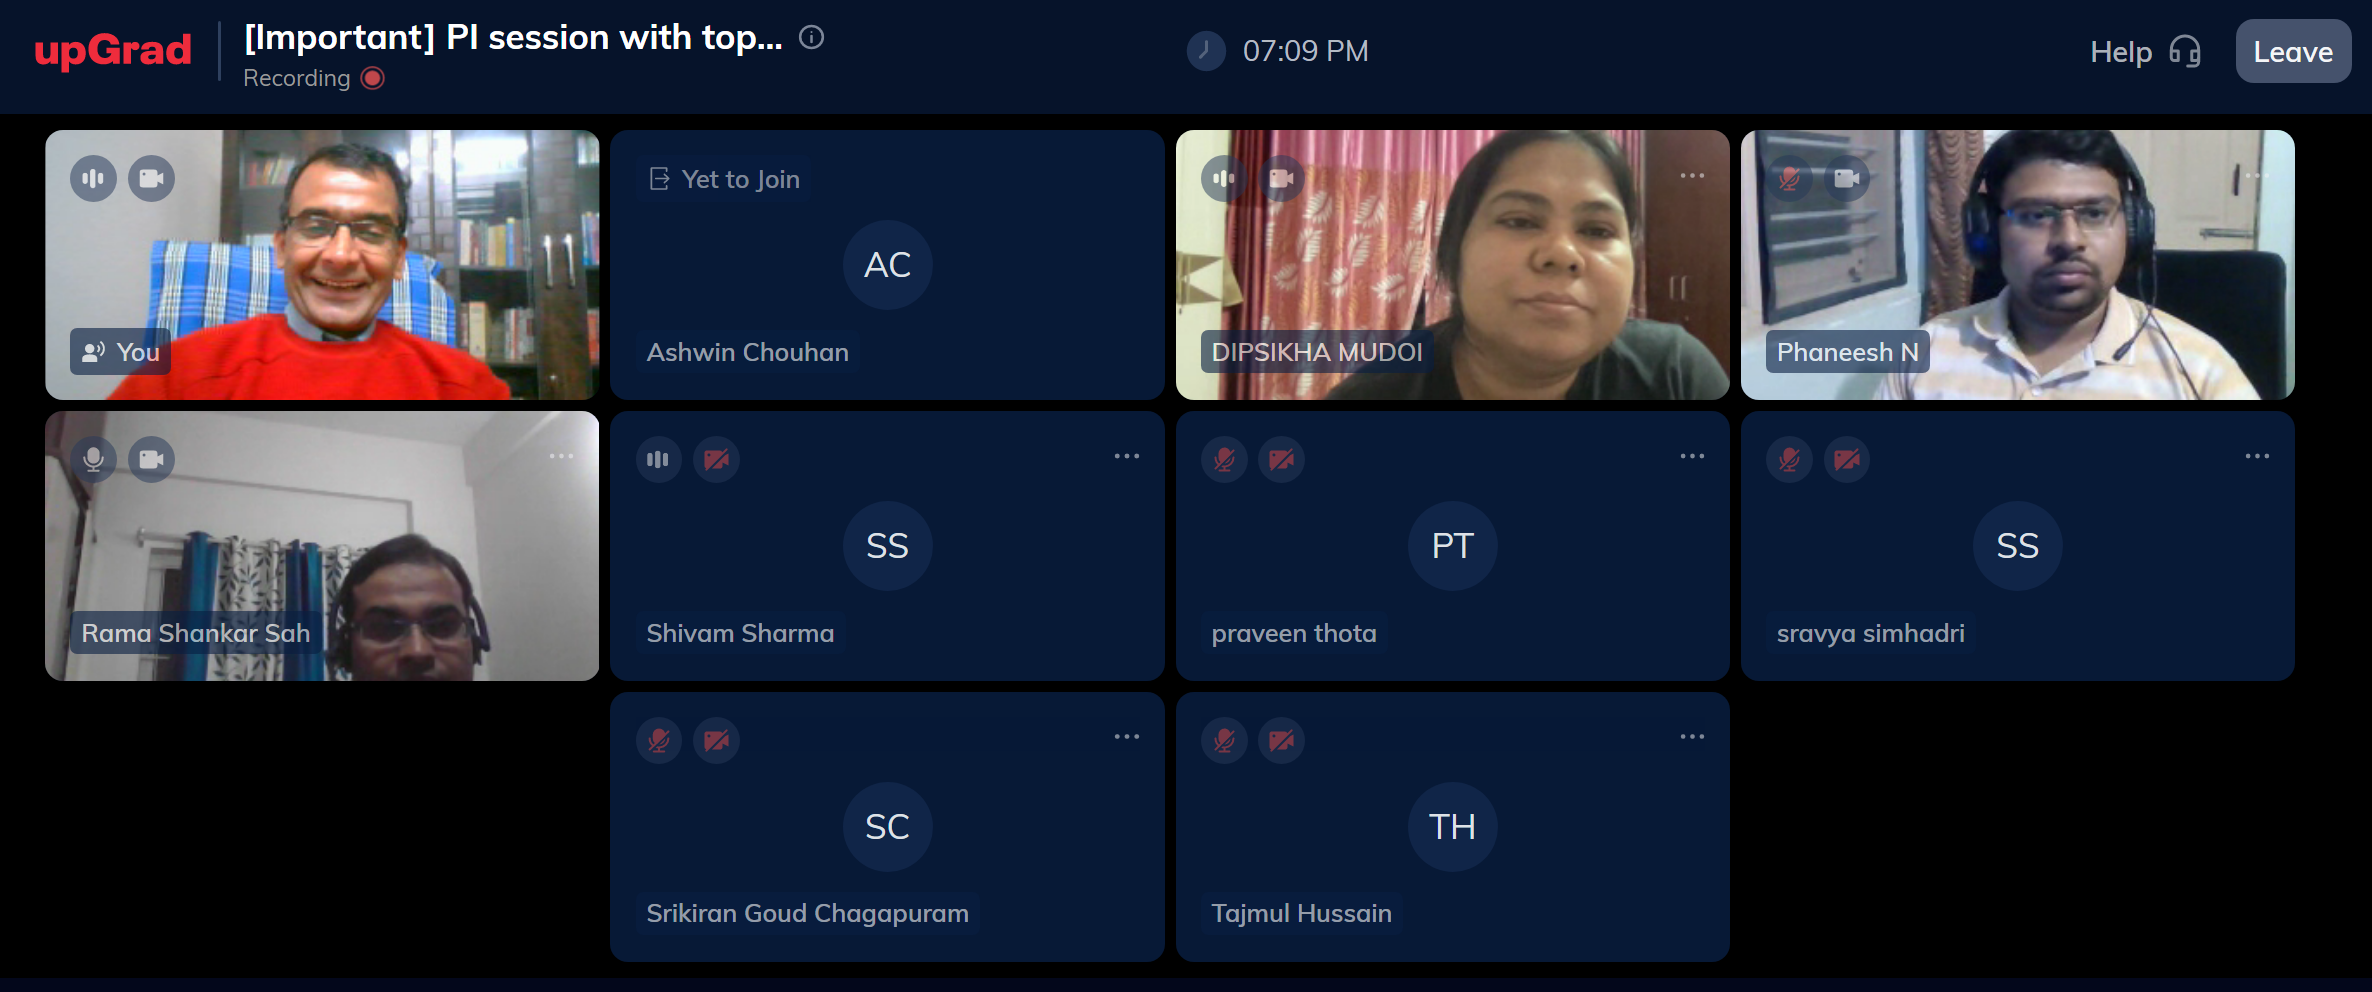 upGrad
[Important] PI session with top...
Recording
07:09 PM
Help
Leave
You
Yet to Join
AC
Ashwin Chouhan
DIPSIKHA MUDOI
Phaneesh N
Rama Shankar Sah
SS
Shivam Sharma
PT
praveen thota
SS
sravya simhadri
SC
Srikiran Goud Chagapuram
TH
Tajmul Hussain